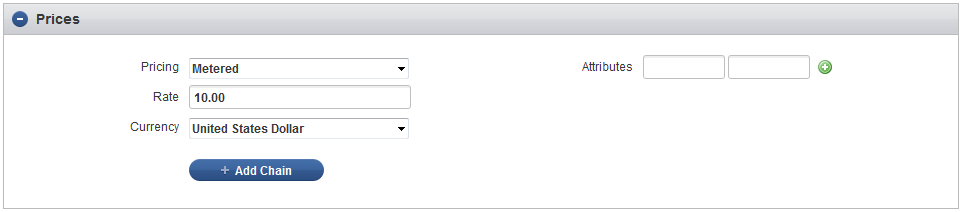 Prices
Pricing Metered
Rate 10.00
Currency United States Dollar
+ Add Chain
Attributes